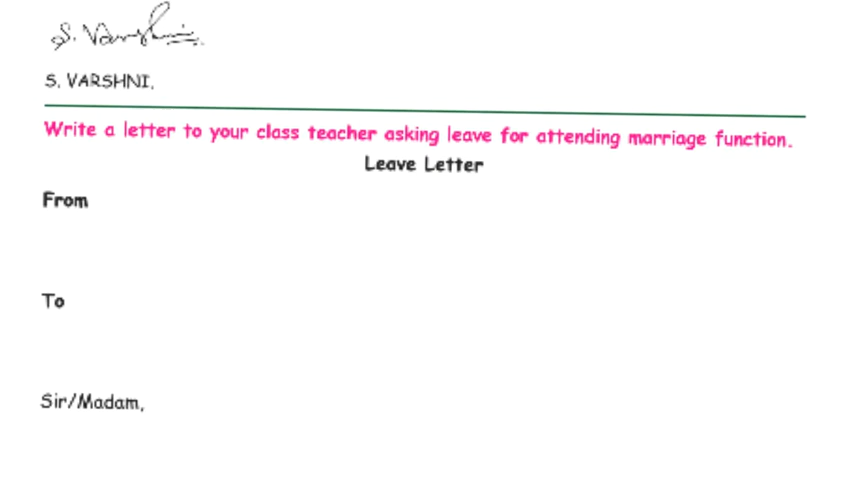 S. Varshni.
S. VARSHNI.
Write a letter to your class teacher asking leave for attending marriage function.
Leave Letter
From
To
Sir/Madam,